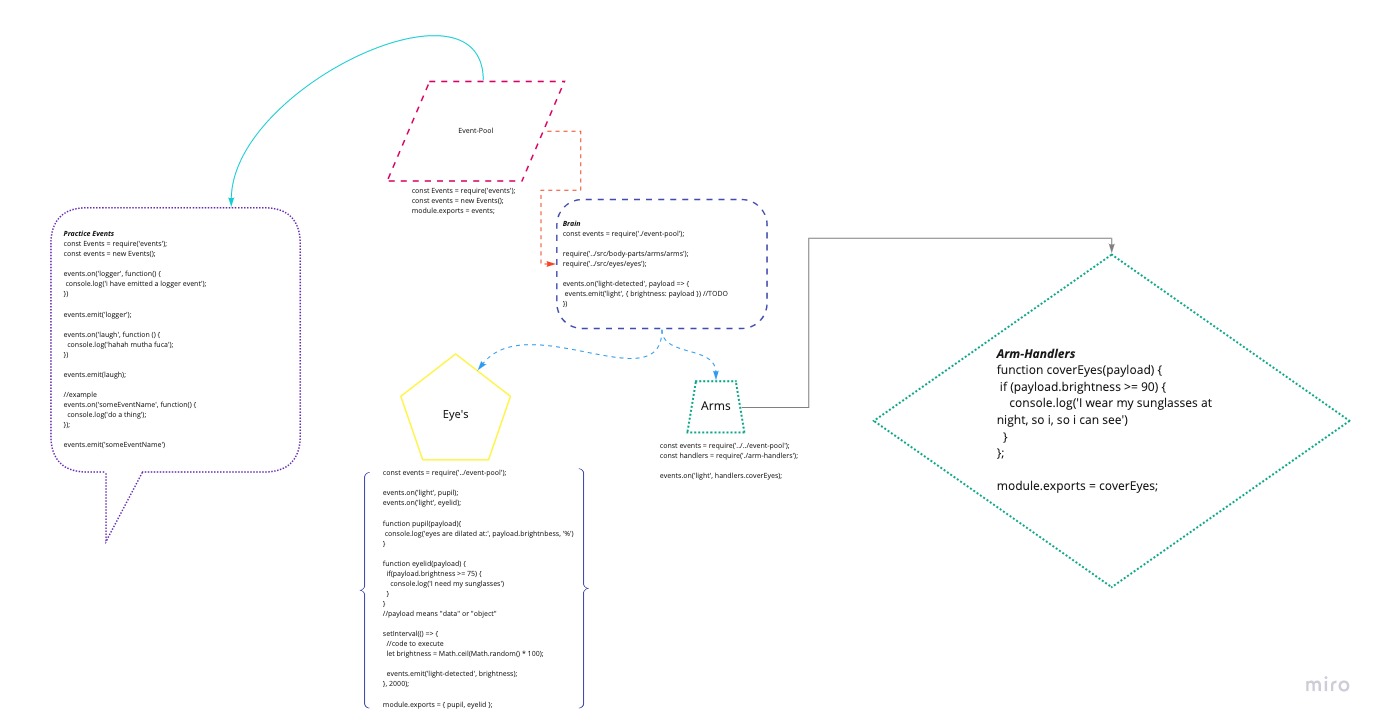 Event-Pool
const Events = require('events');
const events = new Events();
module.exports = events;
Practice Events
const Events = require('events');
const events = new Events();
events.on('logger', function() {
console.log('i have emitted a logger event');
})
events.emit('logger');
events.on('laugh', function () {
console.log('hahah mutha fuca');
})
events.emit(laugh);
//example
events.on('someEventName', function() {
console.log('do a thing');
});
events.emit('someEventName')
Brain
const events = require('./event-pool');
require('../src/body-parts/arms/arms');
require('../src/eyes/eyes');
events.on('light-detected', payload => {
events.emit('light', { brightness: payload }) //TODO
})
Eye's
const events = require('../event-pool');
events.on('light', pupil);
events.on('light', eyelid);
function pupil(payload){
console.log('eyes are dilated at:', payload.brightnbess, '%')
}
function eyelid(payload) {
if(payload.brightness >= 75) {
console.log('I need my sunglasses')
}
}
//payload means "data" or "object"
setInterval(() => {
//code to execute
let brightness = Math.ceil(Math.random() * 100);
events.emit('light-detected', brightness);
}, 2000);
module.exports = { pupil, eyelid };
Arms
const events = require('../../event-pool');
const handlers = require('./arm-handlers');
events.on('light', handlers.coverEyes);
Arm-Handlers
function coverEyes(payload) {
if (payload.brightness >= 90) {
console.log('I wear my sunglasses at
night, so i, so i can see')
}
};
module.exports = coverEyes;
miro